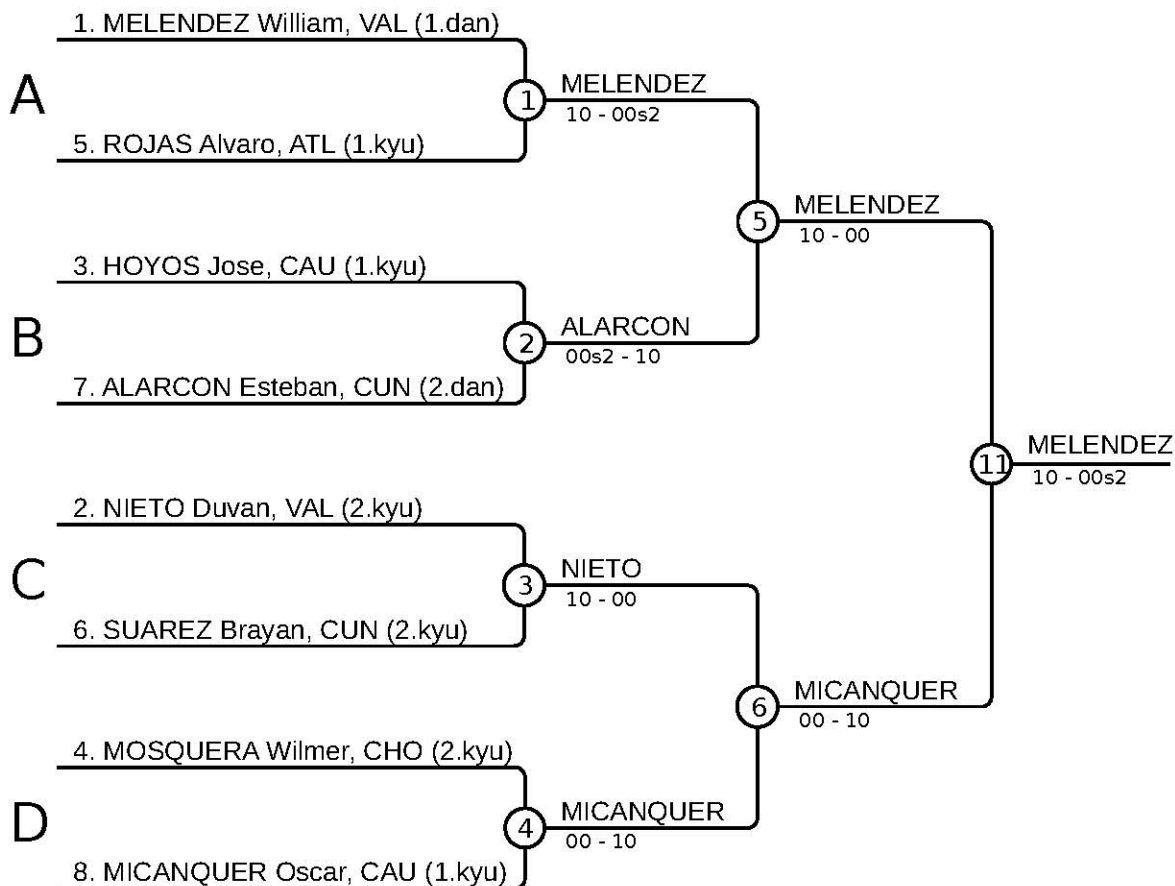 1. MELENDEZ William, VAL (1.dan)
A
1
MELENDEZ
10 - 00s2
5. ROJAS Alvaro, ATL (1.kyu)
5
MELENDEZ
10 - 00
3. HOYOS Jose, CAU (1.kyu)
B
2
ALARCON
00s2 - 10
7. ALARCON Esteban, CUN (2.dan)
11
MELENDEZ
10 - 00s2
2. NIETO Duvan, VAL (2.kyu)
C
3
NIETO
10 - 00
6. SUAREZ Brayan, CUN (2.kyu)
6
MICANQUER
00 - 10
4. MOSQUERA Wilmer, CHO (2.kyu)
D
4
MICANQUER
00 - 10
8. MICANQUER Oscar, CAU (1.kyu)